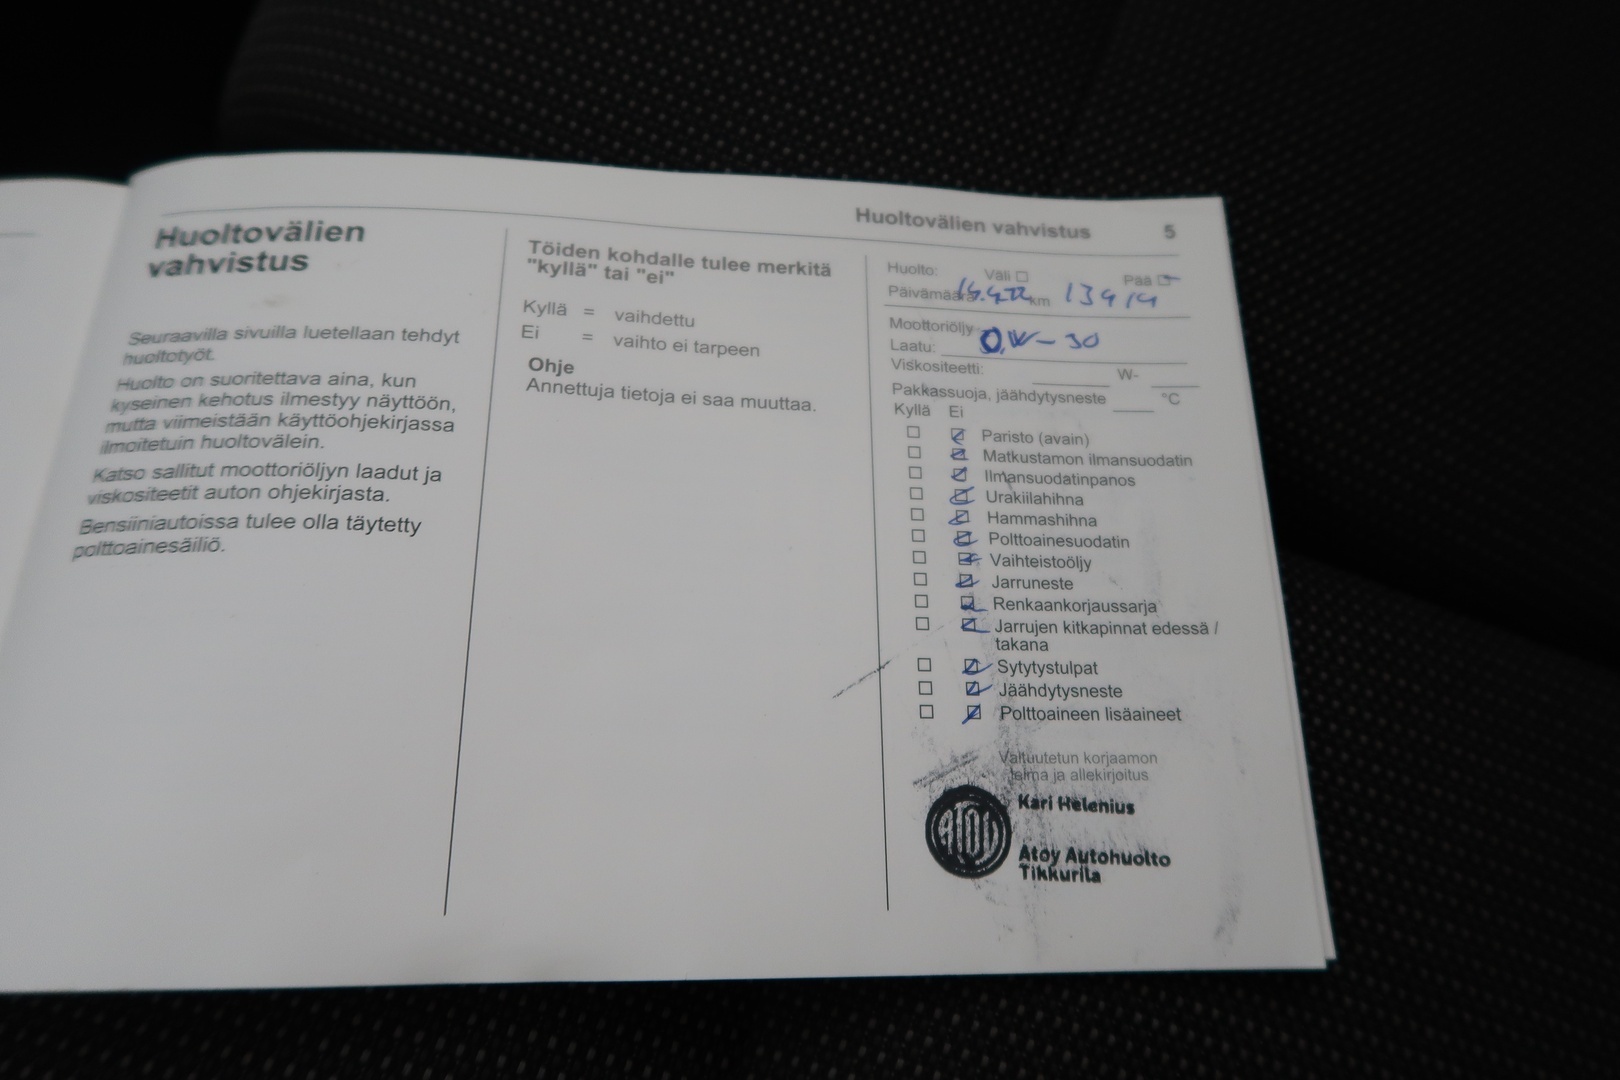 Huoltovälien vahvistus 5
Huoltovälien
vahvistus
Seuraavilla sivuilla luetellaan tehdyt
huoltotyöt.
Huolto on suoritettava aina, kun
kyseinen kehotus ilmestyy näyttöön,
mutta viimeistään käyttöohjekirjassa
ilmoitetuin huoltovälein.
Katso sallitut moottoriöljyn laadut ja
viskositeetit auton ohjekirjasta.
Bensiiniautoissa tulee olla täytetty
polttoainesäiliö.
Töiden kohdalle tulee merkitä
"kyllä" tai "ei"
Kyllä = vaihdettu
Ei = vaihto ei tarpeen
Ohje
Annettuja tietoja ei saa muuttaa.
Huolto: Väli Pää
Päivämäärä km
Moottoriöljy
Laatu: 0W-30
Viskositeetti: W-
Pakkassuoja, jäähdytysneste °C
Kyllä Ei
Paristo (avain)
Matkustamon ilmansuodatin
Ilmansuodatinpanos
Urakiilahihna
Hammashihna
Polttoainesuodatin
Vaihteistoöljy
Jarruneste
Renkaankorjaussarja
Jarrujen kitkapinnat edessä /
takana
Sytytystulpat
Jäähdytysneste
Polttoaineen lisäaineet
Valtuutetun korjaamon
leima ja allekirjoitus
ATOY
Kari Helenius
Atoy Autohuolto
Tikkurila